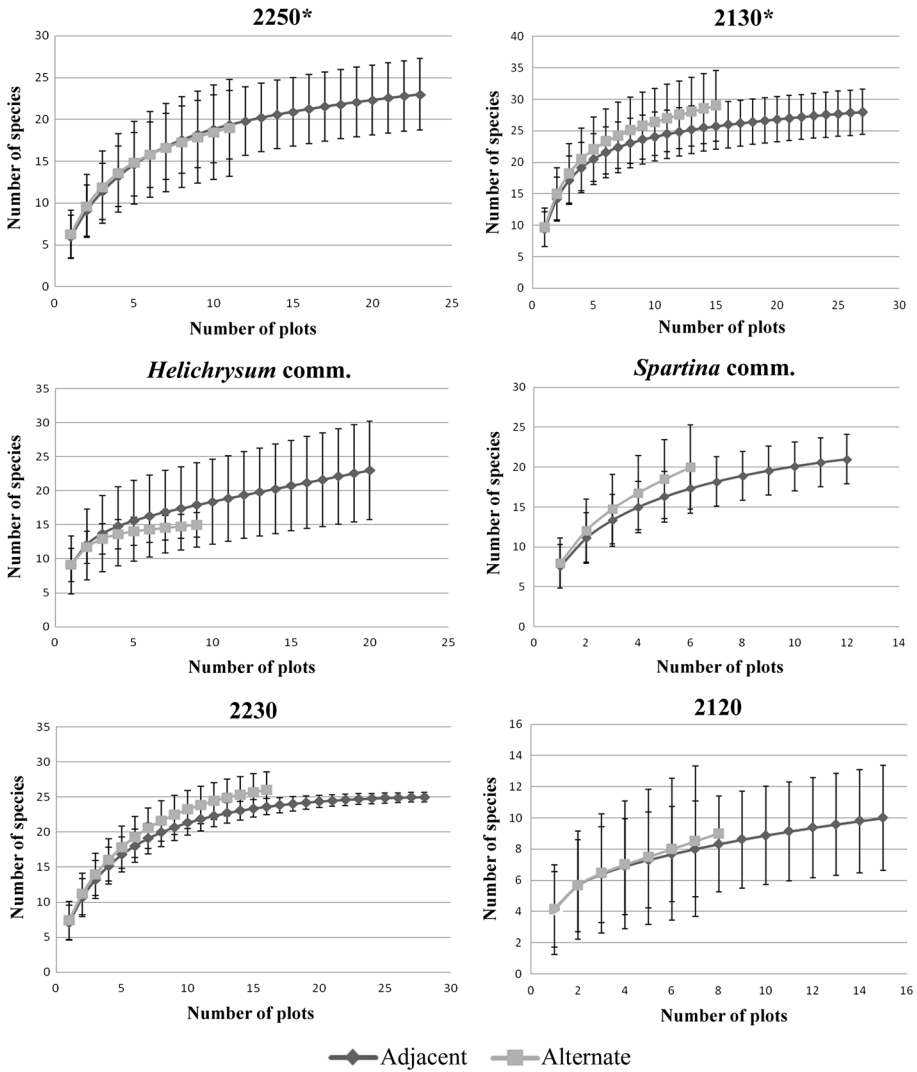 2250*
2130*
30
25
20
15
10
5
0
Number of species
0 5 10 15 20 25
Number of plots
40
35
30
25
20
15
10
5
0
Number of species
0 5 10 15 20 25 30
Number of plots
Helichrysum comm.
Spartina comm.
35
30
25
20
15
10
5
0
Number of species
0 5 10 15 20 25
Number of plots
30
20
10
5
0
Number of species
0 2 4 6 8 10 12 14
Number of plots
2230
2120
35
30
25
20
15
10
5
0
Number of species
0 5 10 15 20 25 30
Number of plots
16
14
12
10
8
6
4
2
0
Number of species
0 2 4 6 8 10 12 14 16
Number of plots
Adjacent Alternate